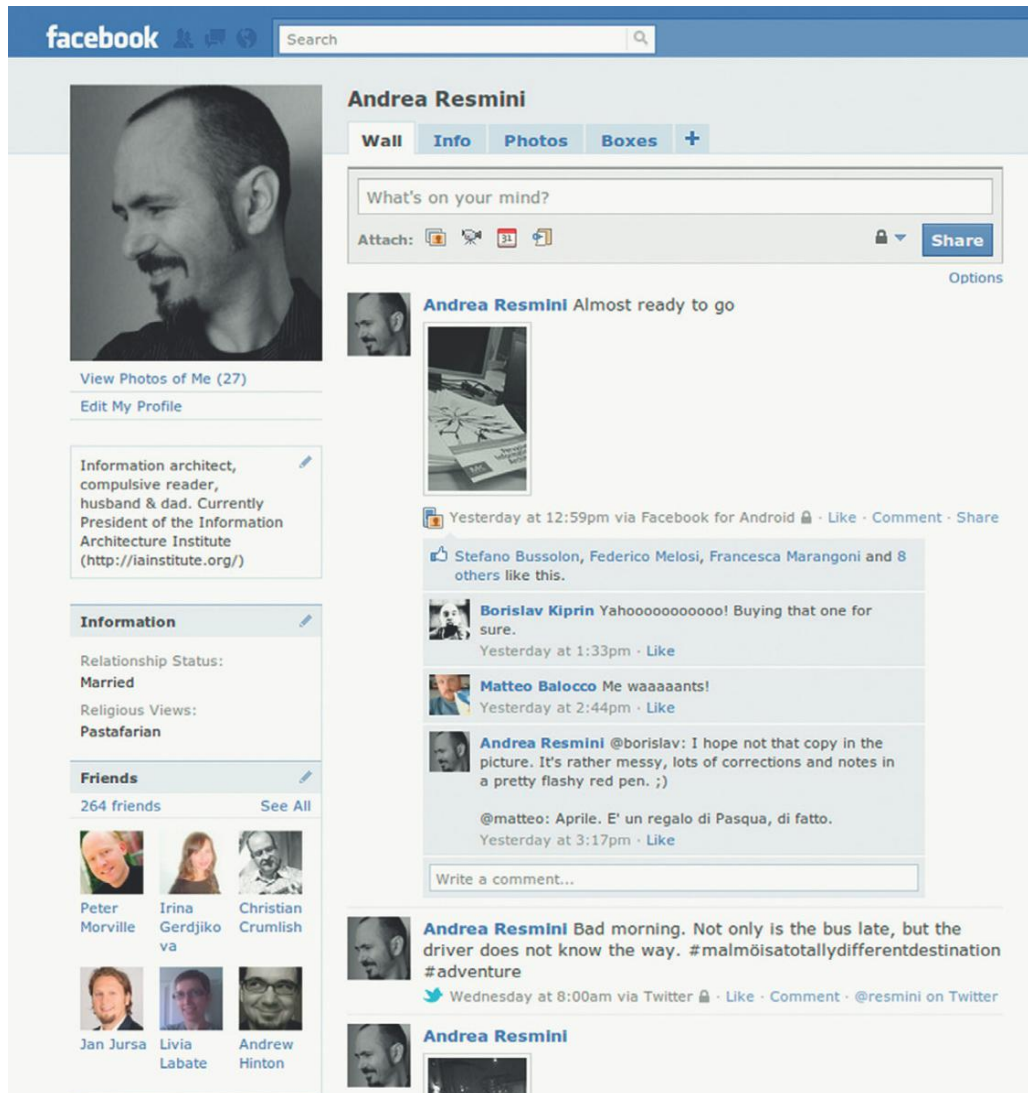 facebook
Search
Andrea Resmini
Wall Info Photos Boxes +
What's on your mind?
Attach: 31
Share
Options
View Photos of Me (27)
Edit My Profile
Information architect,
compulsive reader,
husband & dad. Currently
President of the Information
Architecture Institute
(http://iainstitute.org/)
Information
Relationship Status:
Married
Religious Views:
Pastafarian
Friends
264 friends See All
Peter
Morville
Irina
Gerdjiko
va
Christian
Crumlish
Jan Jursa
Livia
Labate
Andrew
Hinton
Andrea Resmini Almost ready to go
Yesterday at 12:59pm via Facebook for Android · Like · Comment · Share
Stefano Bussolon, Federico Melosi, Francesca Marangoni and 8
others like this.
Borislav Kiprin Yahooooooooooo! Buying that one for
sure.
Yesterday at 1:33pm · Like
Matteo Balocco Me waaaaants!
Yesterday at 2:44pm · Like
Andrea Resmini @borislav: I hope not that copy in the
picture. It's rather messy, lots of corrections and notes in
a pretty flashy red pen. ;)
@matteo: Aprile. E' un regalo di Pasqua, di fatto.
Yesterday at 3:17pm · Like
Write a comment...
Andrea Resmini Bad morning. Not only is the bus late, but the
driver does not know the way. #malmöisatotallydifferentdestination
#adventure
Wednesday at 8:00am via Twitter · Like · Comment · @resmini on Twitter
Andrea Resmini